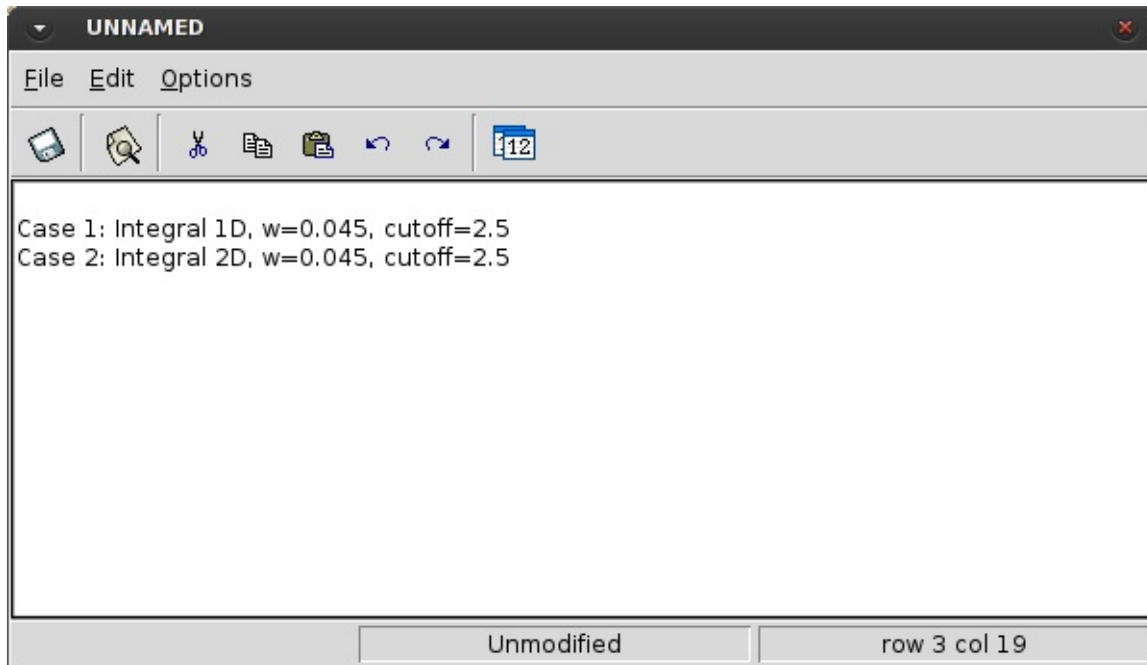 UNNAMED
File Edit Options
12
Case 1: Integral 1D, w=0.045, cutoff=2.5
Case 2: Integral 2D, w=0.045, cutoff=2.5
Unmodified row 3 col 19